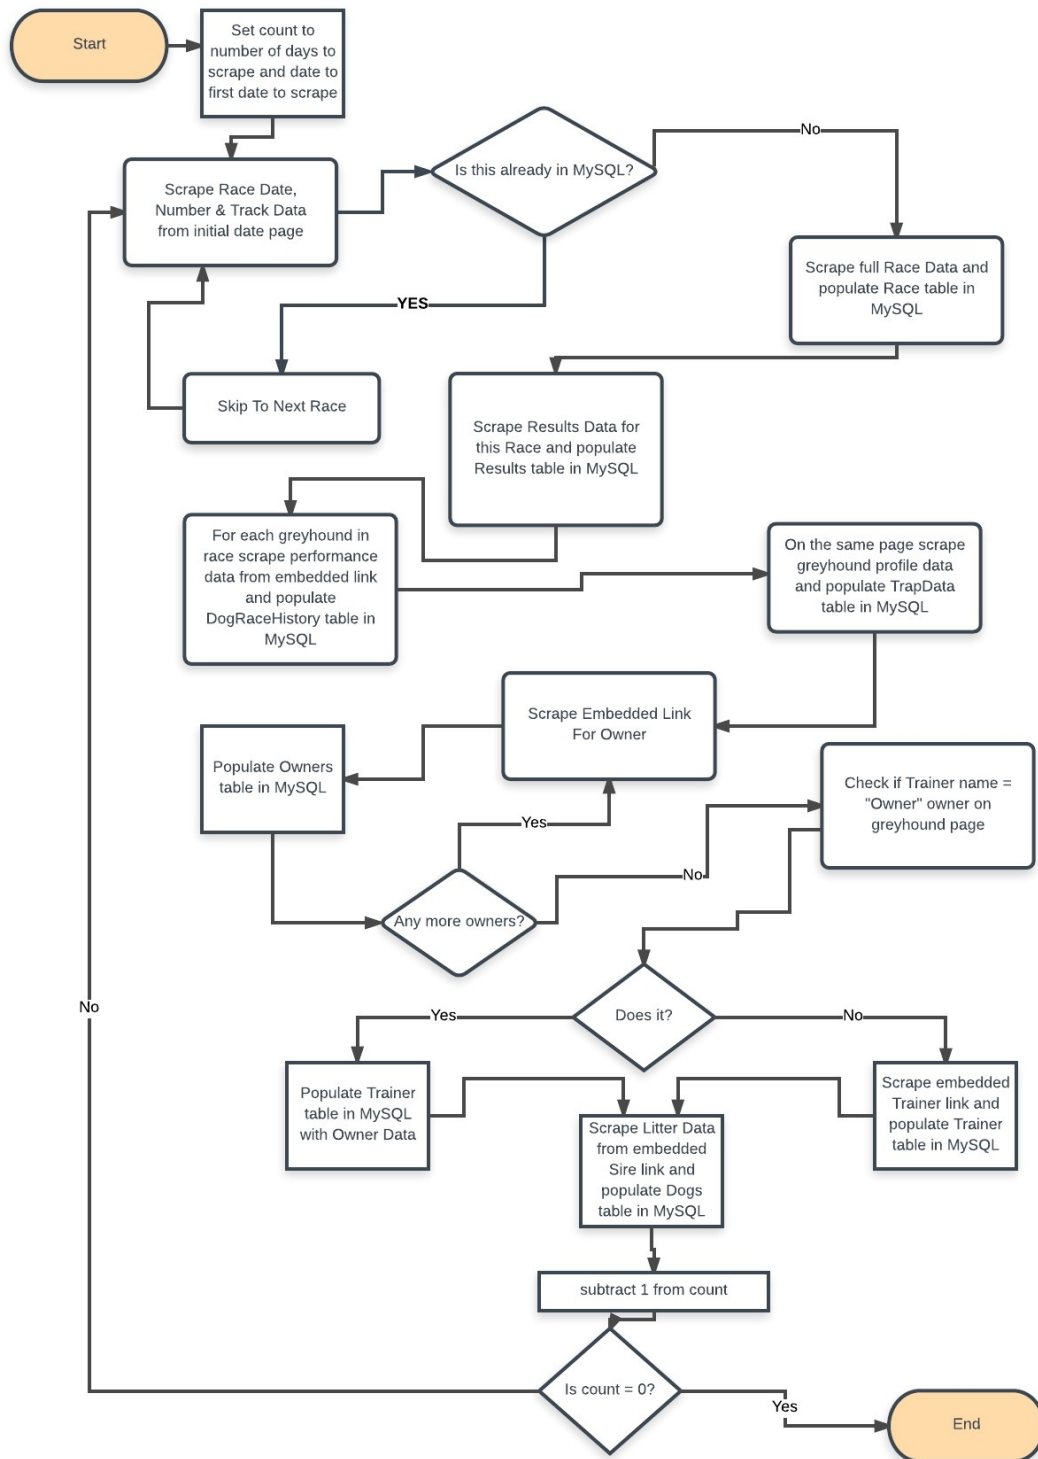 Start
Set count to
number of days to
scrape and date to
first date to scrape
Scrape Race Date,
Number & Track Data
from initial date page
Is this already in MySQL?
No
Scrape full Race Data and
populate Race table in
MySQL
YES
Skip To Next Race
Scrape Results Data for
this Race and populate
Results table in MySQL
For each greyhound in
race scrape performance
data from embedded link
and populate
DogRaceHistory table in
MySQL
On the same page scrape
greyhound profile data
and populate TrapData
table in MySQL
Scrape Embedded Link
For Owner
Populate Owners
table in MySQL
Any more owners?
Yes
No
Check if Trainer name =
"Owner" owner on
greyhound page
Does it?
Yes
No
Populate Trainer
table in MySQL
with Owner Data
Scrape embedded
Trainer link and
populate Trainer
table in MySQL
Scrape Litter Data
from embedded
Sire link and
populate Dogs
table in MySQL
subtract 1 from count
Is count = 0?
No
Yes
End